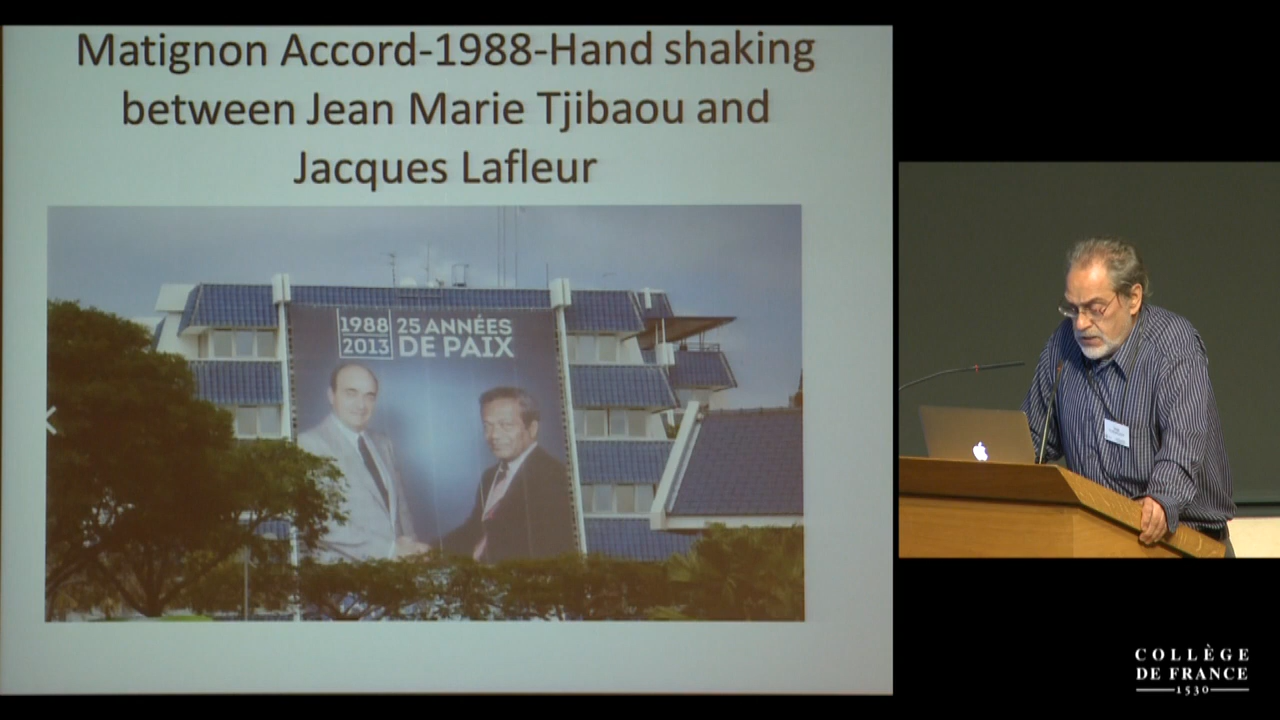 Matignon Accord-1988-Hand shaking
between Jean Marie Tjibaou and
Jacques Lafleur
1988
2013
25 ANNÉES
DE PAIX
COLLÈGE
DE FRANCE
1530